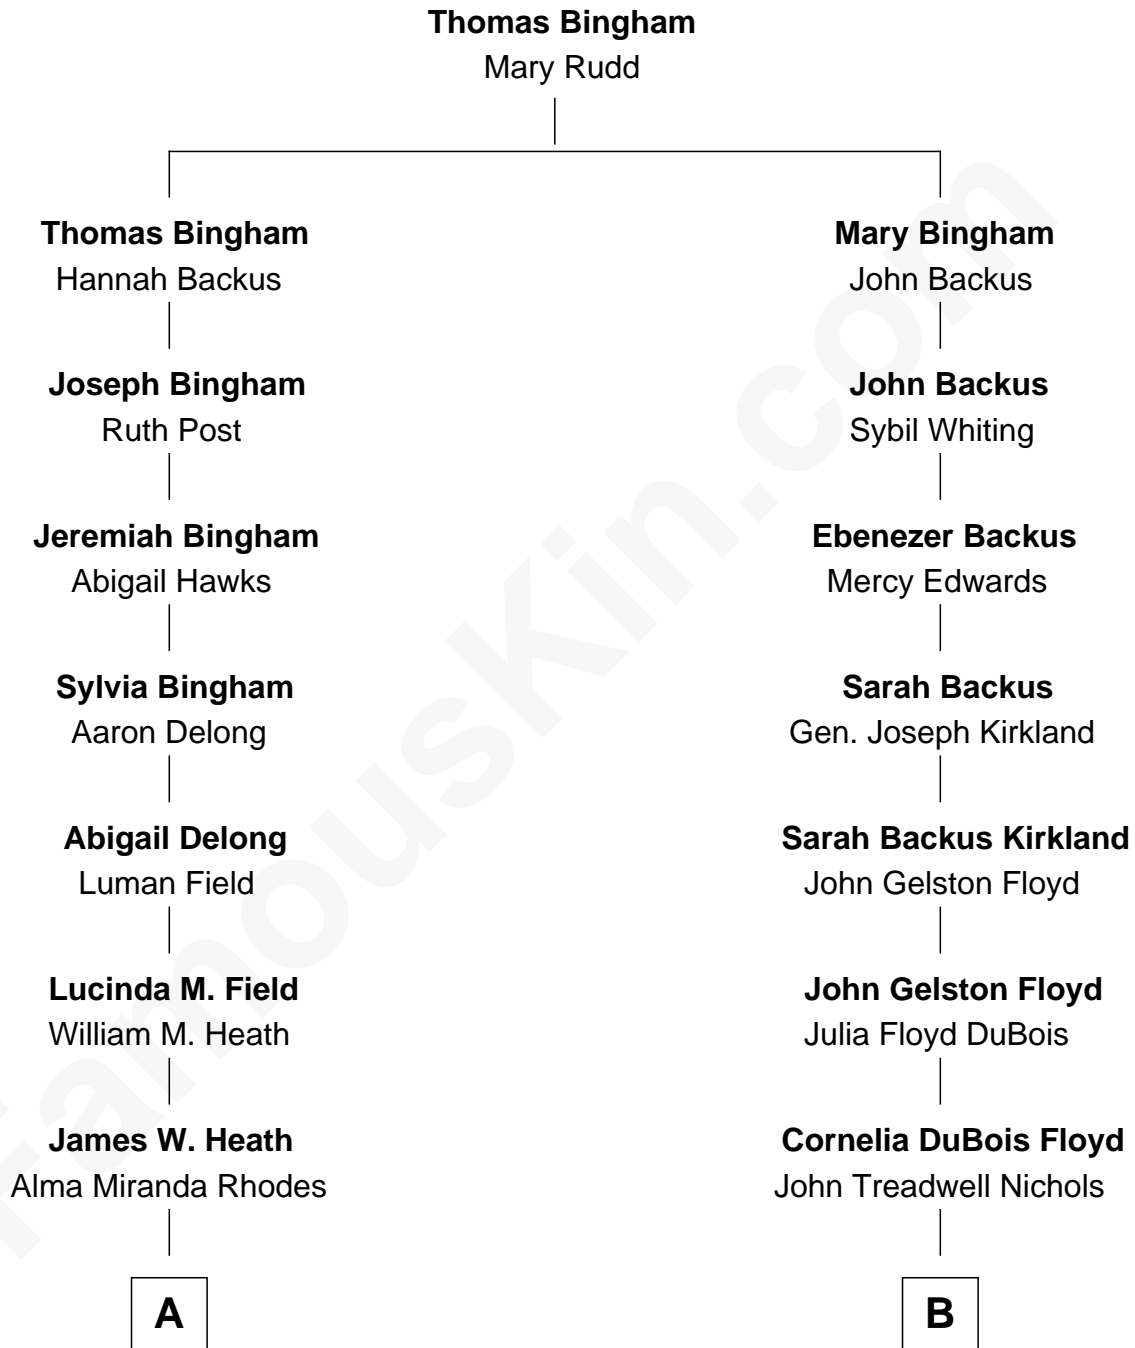 Thomas Bingham
Mary Rudd
Thomas Bingham
Hannah Backus
Joseph Bingham
Ruth Post
Jeremiah Bingham
Abigail Hawks
Sylvia Bingham
Aaron Delong
Abigail Delong
Luman Field
Lucinda M. Field
William M. Heath
James W. Heath
Alma Miranda Rhodes
A
Mary Bingham
John Backus
John Backus
Sybil Whiting
Ebenezer Backus
Mercy Edwards
Sarah Backus
Gen. Joseph Kirkland
Sarah Backus Kirkland
John Gelston Floyd
John Gelston Floyd
Julia Floyd DuBois
Cornelia DuBois Floyd
John Treadwell Nichols
B
FamousKin.com